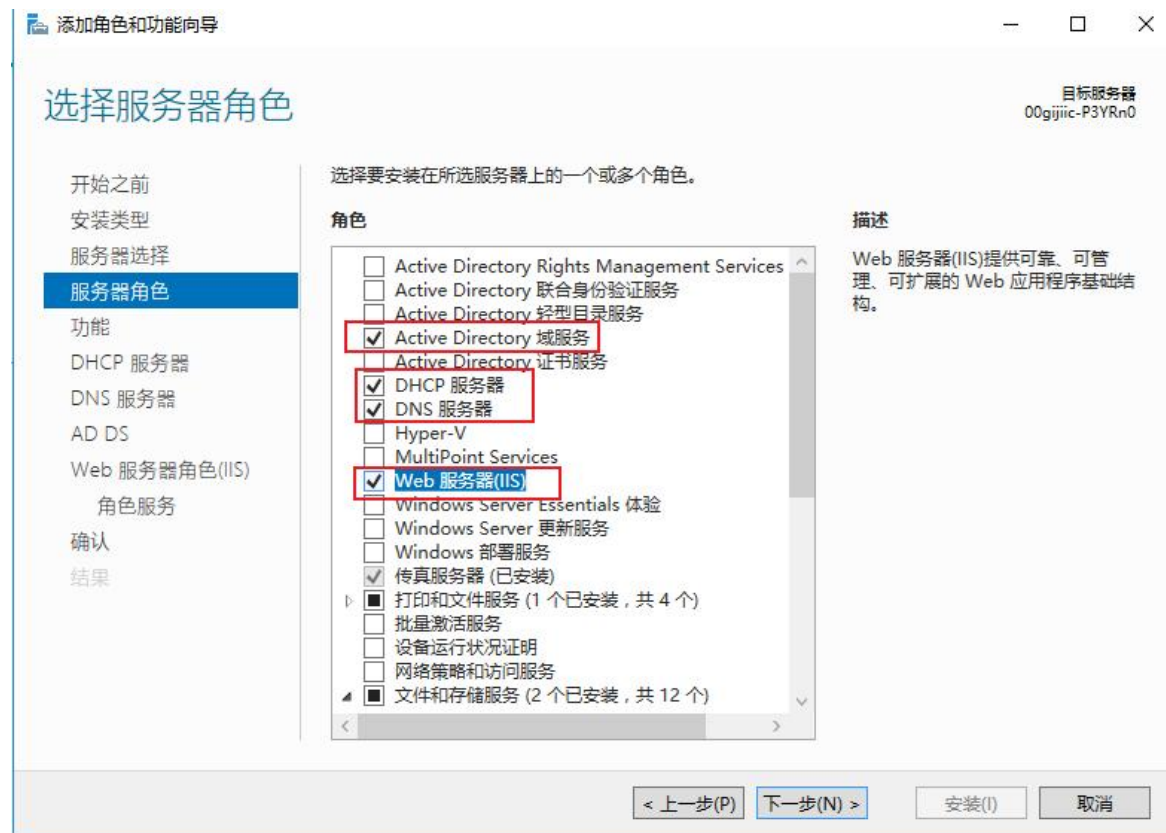 添加角色和功能向导
选择服务器角色
目标服务器
00gijiic-P3YRn0
开始之前
安装类型
服务器选择
服务器角色
功能
DHCP 服务器
DNS 服务器
AD DS
Web 服务器角色(IIS)
角色服务
确认
结果
选择要安装在所选服务器上的一个或多个角色。
角色
Active Directory Rights Management Services
Active Directory 联合身份验证服务
Active Directory 轻型目录服务
Active Directory 域服务
Active Directory 证书服务
DHCP 服务器
DNS 服务器
Hyper-V
MultiPoint Services
Web 服务器(IIS)
Windows Server Essentials 体验
Windows Server 更新服务
Windows 部署服务
传真服务器 (已安装)
打印和文件服务 (1 个已安装，共 4 个)
批量激活服务
设备运行状况证明
网络策略和访问服务
文件和存储服务 (2 个已安装，共 12 个)
描述
Web 服务器(IIS)提供可靠、可管
理、可扩展的 Web 应用程序基础结
构。
< 上一步(P)
下一步(N) >
安装(I)
取消